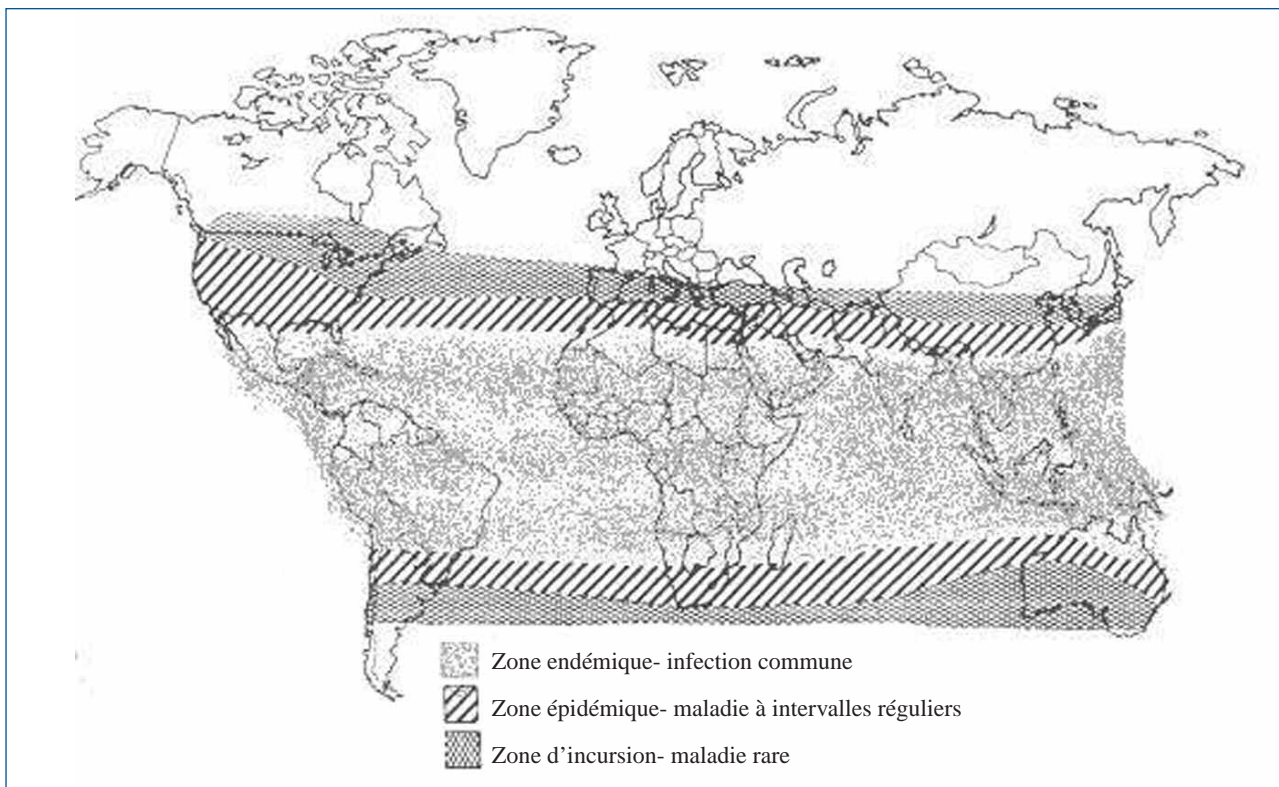 Zone endémique- infection commune
Zone épidémique- maladie à intervalles réguliers
Zone d'incursion- maladie rare